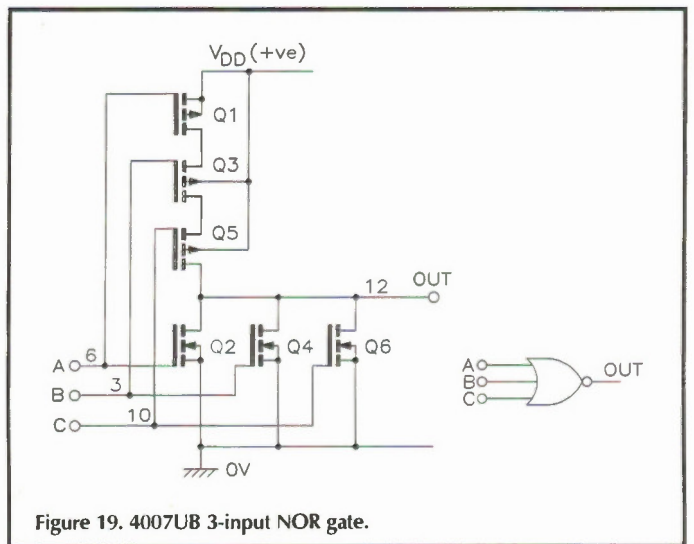 V_DD (+ve)
Q1
Q3
Q5
12 OUT
A 6 Q2 Q4 Q6
B 3
C 10
0V
A
B OUT
C
Figure 19. 4007UB 3-input NOR gate.